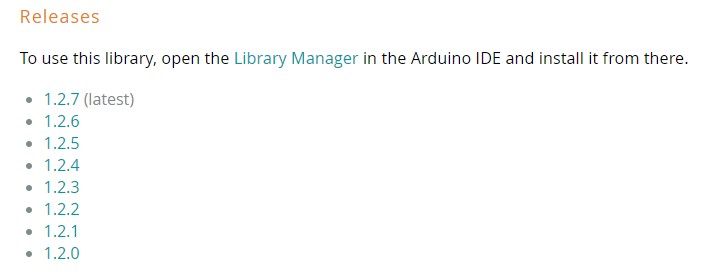 Releases
To use this library, open the Library Manager in the Arduino IDE and install it from there.
1.2.7 (latest)
1.2.6
1.2.5
1.2.4
1.2.3
1.2.2
1.2.1
1.2.0